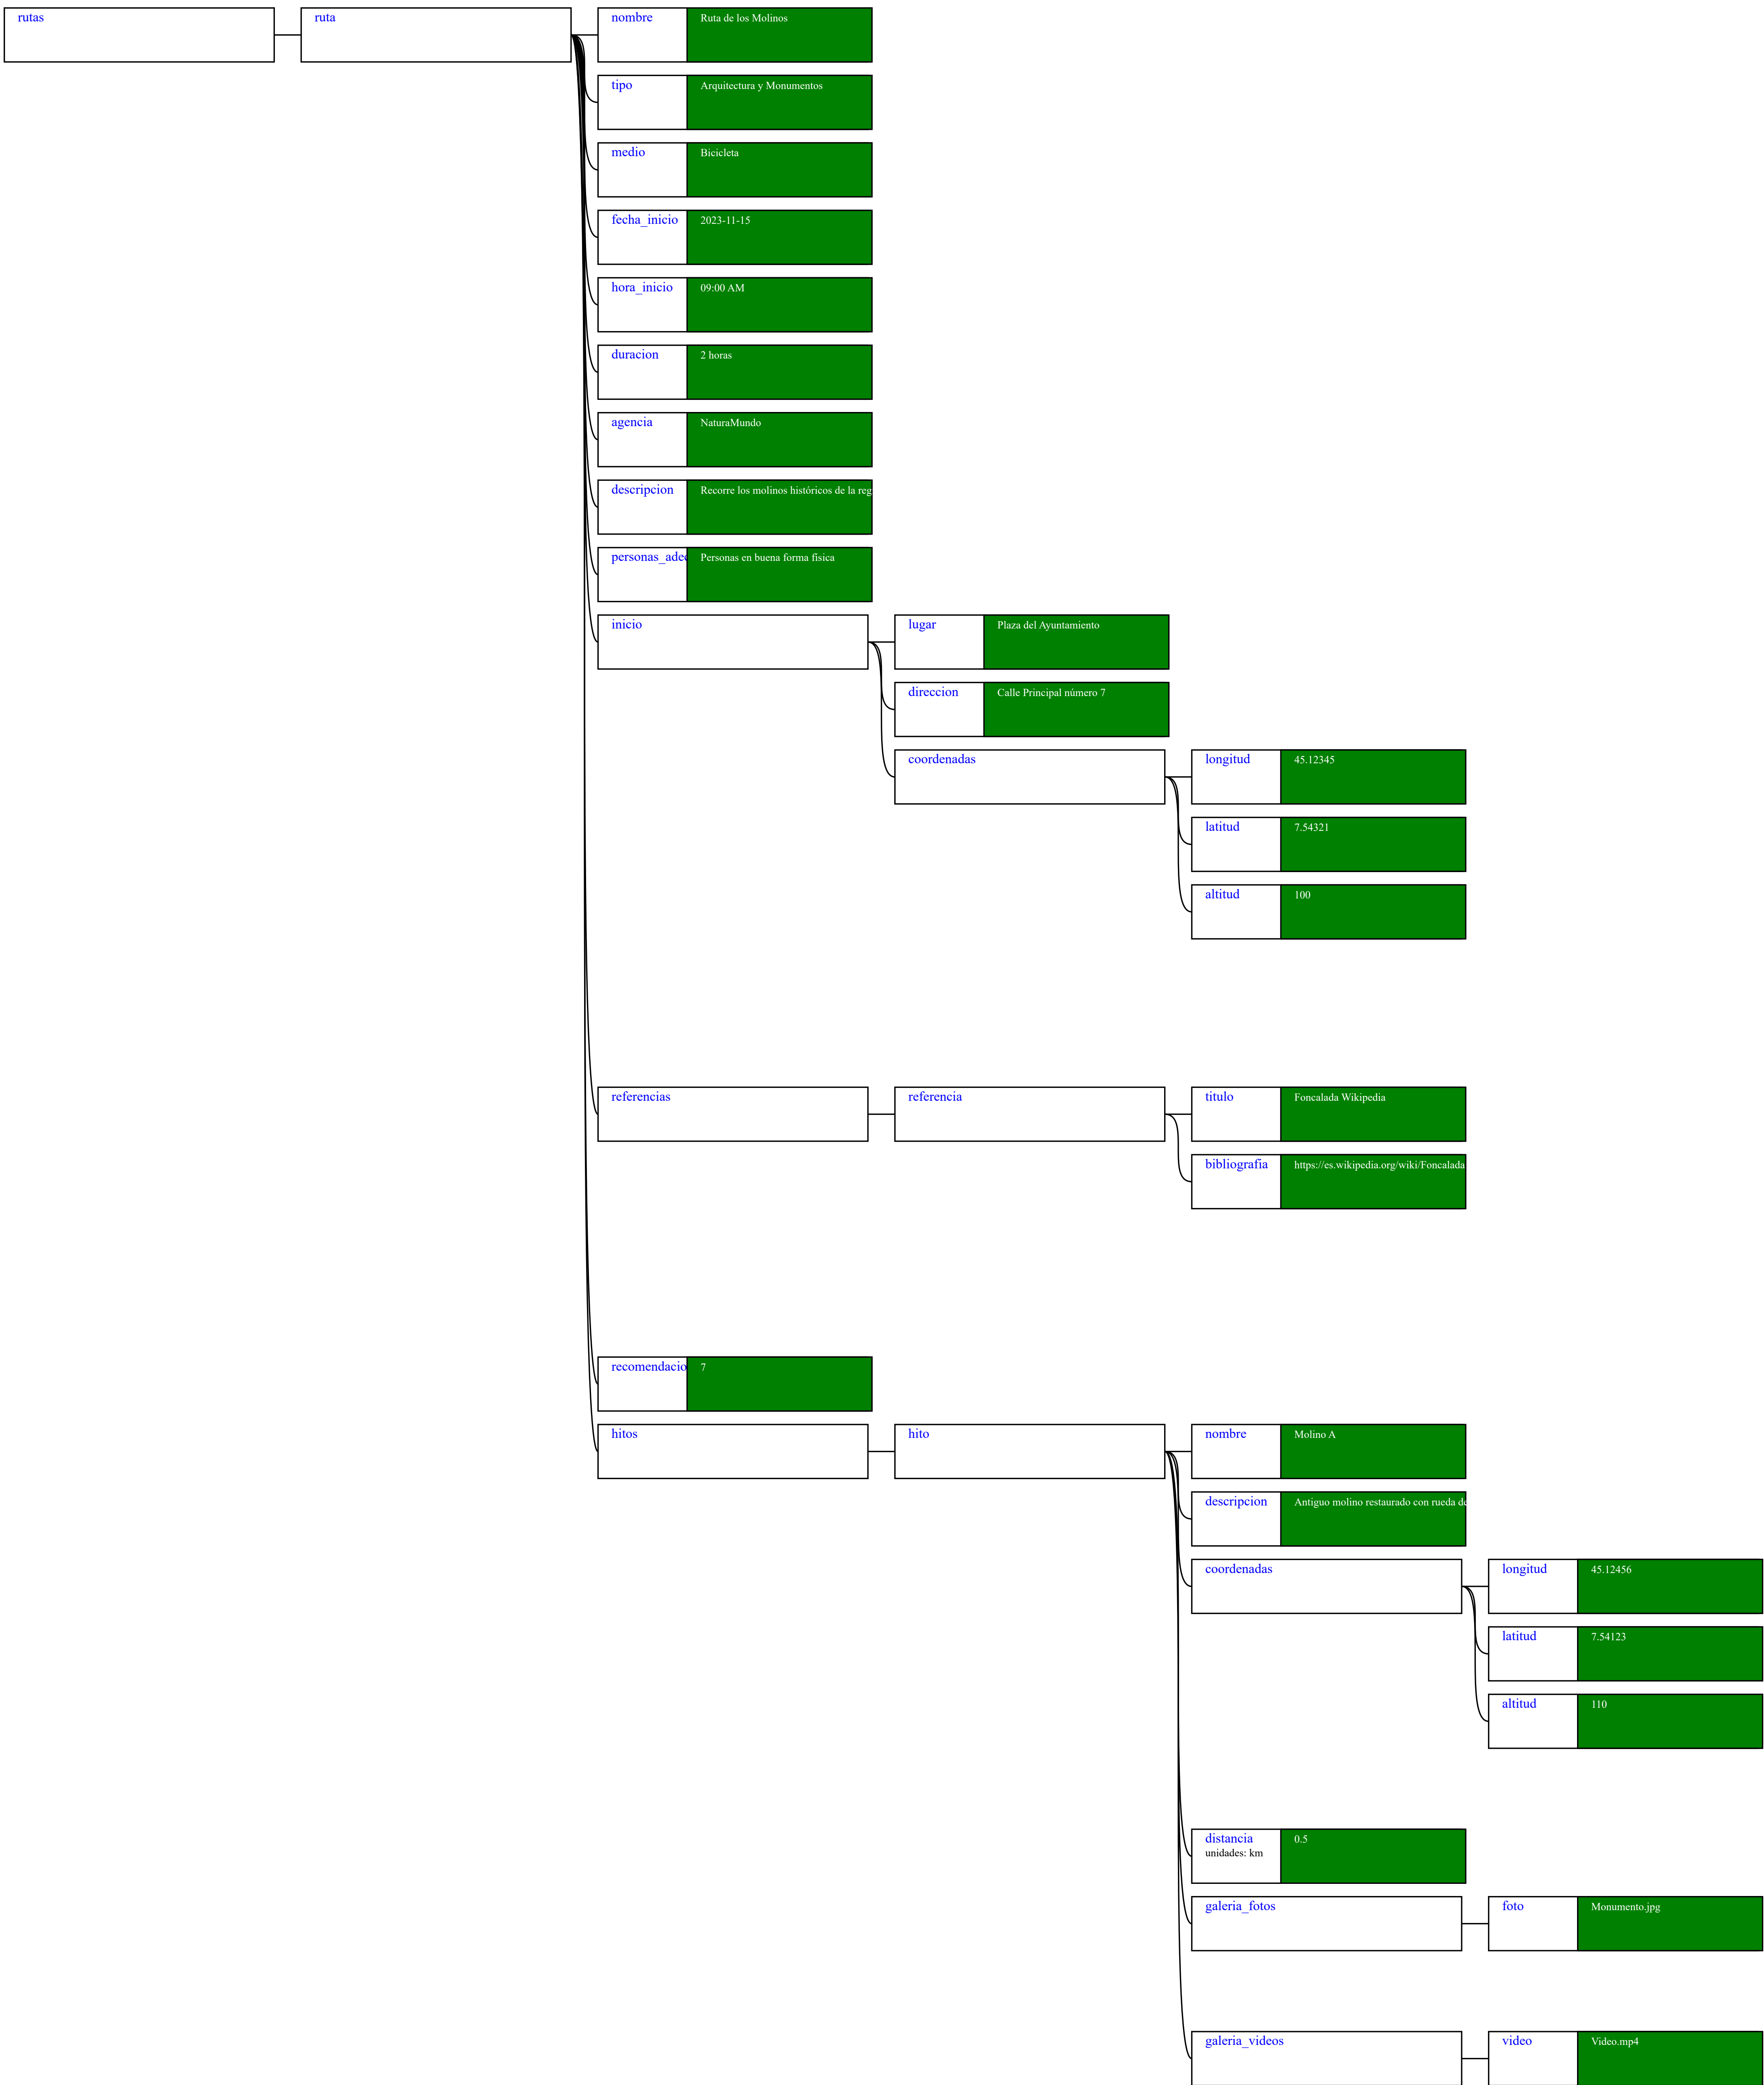 rutas
ruta
nombre
Ruta de los Molinos
tipo
Arquitectura y Monumentos
medio
Bicicleta
fecha_inicio
2023-11-15
hora_inicio
09:00 AM
duracion
2 horas
agencia
NaturaMundo
descripcion
Recorre los molinos históricos de la reg
personas_adec
Personas en buena forma física
inicio
lugar
Plaza del Ayuntamiento
direccion
Calle Principal número 7
coordenadas
longitud
45.12345
latitud
7.54321
altitud
100
referencias
referencia
titulo
Foncalada Wikipedia
bibliografia
https://es.wikipedia.org/wiki/Foncalada
recomendacio
7
hitos
hito
nombre
Molino A
descripcion
Antiguo molino restaurado con rueda de
coordenadas
longitud
45.12456
latitud
7.54123
altitud
110
distancia
unidades: km
0.5
galeria_fotos
foto
Monumento.jpg
galeria_videos
video
Video.mp4